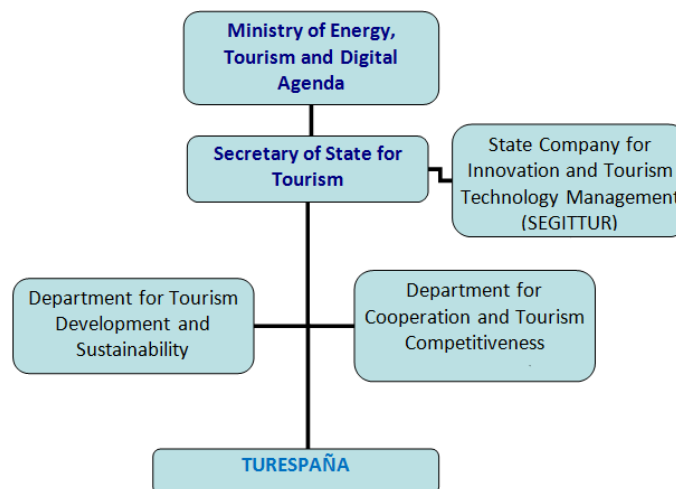 Ministry of Energy,
Tourism and Digital
Agenda
Secretary of State for
Tourism
State Company for
Innovation and Tourism
Technology Management
(SEGITTUR)
Department for Tourism
Development and
Sustainability
Department for
Cooperation and Tourism
Competitiveness
TURESPAÑA